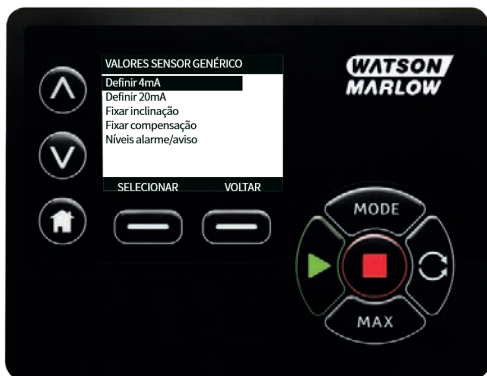 VALORES SENSOR GENÉRICO
WATSON
MARLOW
Definir 4mA
Definir 20mA
Fixar inclinação
Fixar compensação
Níveis alarme/aviso
SELECIONAR VOLTAR
MODE
MAX